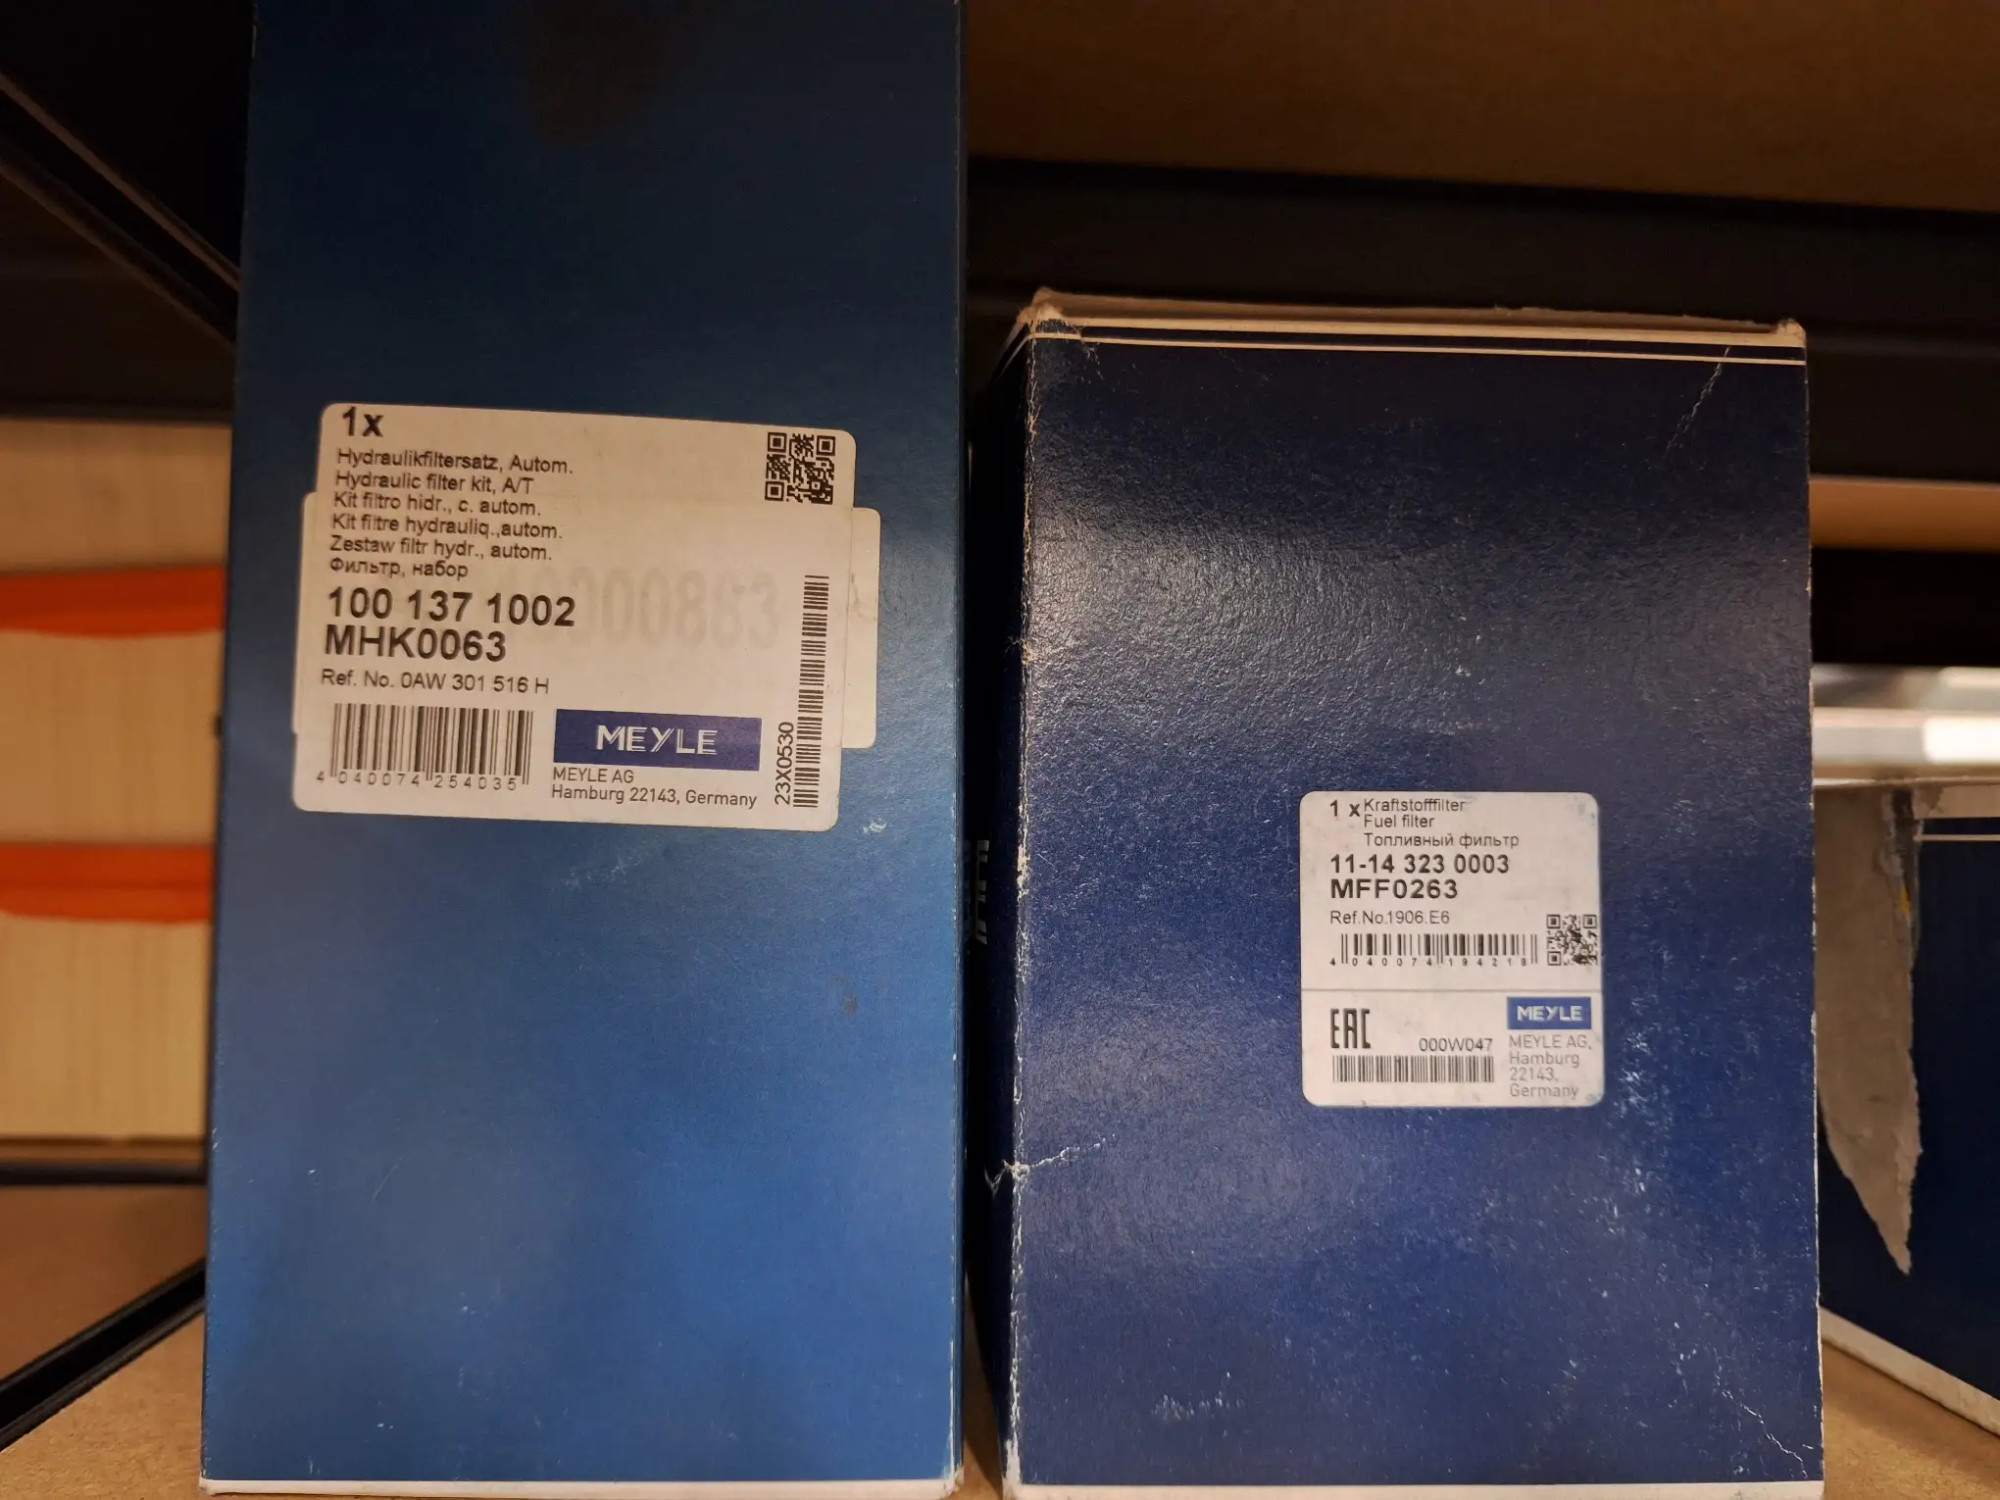 1x
Hydraulikfiltersatz, Autom.
Hydraulic filter kit, A/T
Kit filtro hidr., c. autom.
Kit filtre hydrauliq.,autom.
Zestaw filtr hydr., autom.
Фильтр, набор
100 137 1002
MHK0063
Ref. No. 0AW 301 516 H
4 040074 254035
MEYLE
MEYLE AG
Hamburg 22143, Germany
23X0530
1 x Kraftstofffilter
Fuel filter
Топливный фильтр
11-14 323 0003
MFF0263
Ref.No.1906.E6
4 040074 194218
EAC
000W047
MEYLE
MEYLE AG,
Hamburg
22143,
Germany